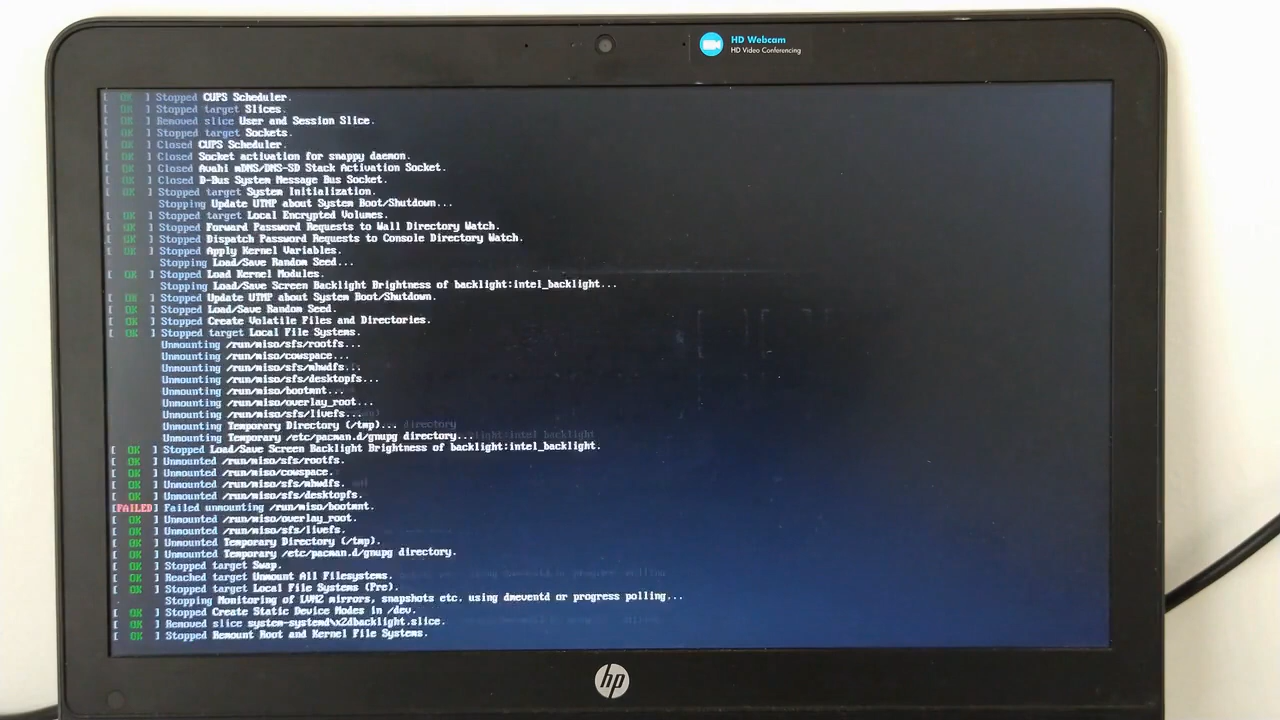 HD Webcam
HD Video Conferencing
[ OK ] Stopped CUPS Scheduler.
[ OK ] Stopped target Slices.
[ OK ] Removed slice User and Session Slice.
[ OK ] Stopped target Sockets.
[ OK ] Closed CUPS Scheduler.
[ OK ] Closed Socket activation for snappy daemon.
[ OK ] Closed Avahi mDNS/DNS-SD Stack Activation Socket.
[ OK ] Closed D-Bus System Message Bus Socket.
[ OK ] Stopped target System Initialization.
Stopping Update UTMP about System Boot/Shutdown...
[ OK ] Stopped target Local Encrypted Volumes.
[ OK ] Stopped Forward Password Requests to Wall Directory Watch.
[ OK ] Stopped Dispatch Password Requests to Console Directory Watch.
[ OK ] Stopped Apply Kernel Variables.
Stopping Load/Save Random Seed...
[ OK ] Stopped Load Kernel Modules.
Stopping Load/Save Screen Backlight Brightness of backlight:intel_backlight...
[ OK ] Stopped Update UTMP about System Boot/Shutdown.
[ OK ] Stopped Load/Save Random Seed.
[ OK ] Stopped Create Volatile Files and Directories.
[ OK ] Stopped target Local File Systems.
Unmounting /run/miso/sfs/rootfs...
Unmounting /run/miso/cowspace...
Unmounting /run/miso/sfs/mhwdfs...
Unmounting /run/miso/sfs/desktopfs...
Unmounting /run/miso/bootmnt...
Unmounting /run/miso/overlay_root...
Unmounting /run/miso/sfs/livefs...
Unmounting Temporary Directory (/tmp)... directory
Unmounting Temporary /etc/pacman.d/gnupg directory...
[ OK ] Stopped Load/Save Screen Backlight Brightness of backlight:intel_backlight.
[ OK ] Unmounted /run/miso/sfs/rootfs.
[ OK ] Unmounted /run/miso/cowspace.
[ OK ] Unmounted /run/miso/sfs/mhwdfs.
[ OK ] Unmounted /run/miso/sfs/desktopfs.
[FAILED] Failed unmounting /run/miso/bootmnt.
[ OK ] Unmounted /run/miso/overlay_root.
[ OK ] Unmounted /run/miso/sfs/livefs.
[ OK ] Unmounted Temporary Directory (/tmp).
[ OK ] Unmounted Temporary /etc/pacman.d/gnupg directory.
[ OK ] Stopped target Swap.
[ OK ] Reached target Unmount All Filesystems.
[ OK ] Stopped target Local File Systems (Pre).
Stopping Monitoring of LVM2 mirrors, snapshots etc. using dmeventd or progress polling...
[ OK ] Stopped Create Static Device Nodes in /dev.
[ OK ] Removed slice system-systemd\x2dbacklight.slice.
[ OK ] Stopped Remount Root and Kernel File Systems.
hp